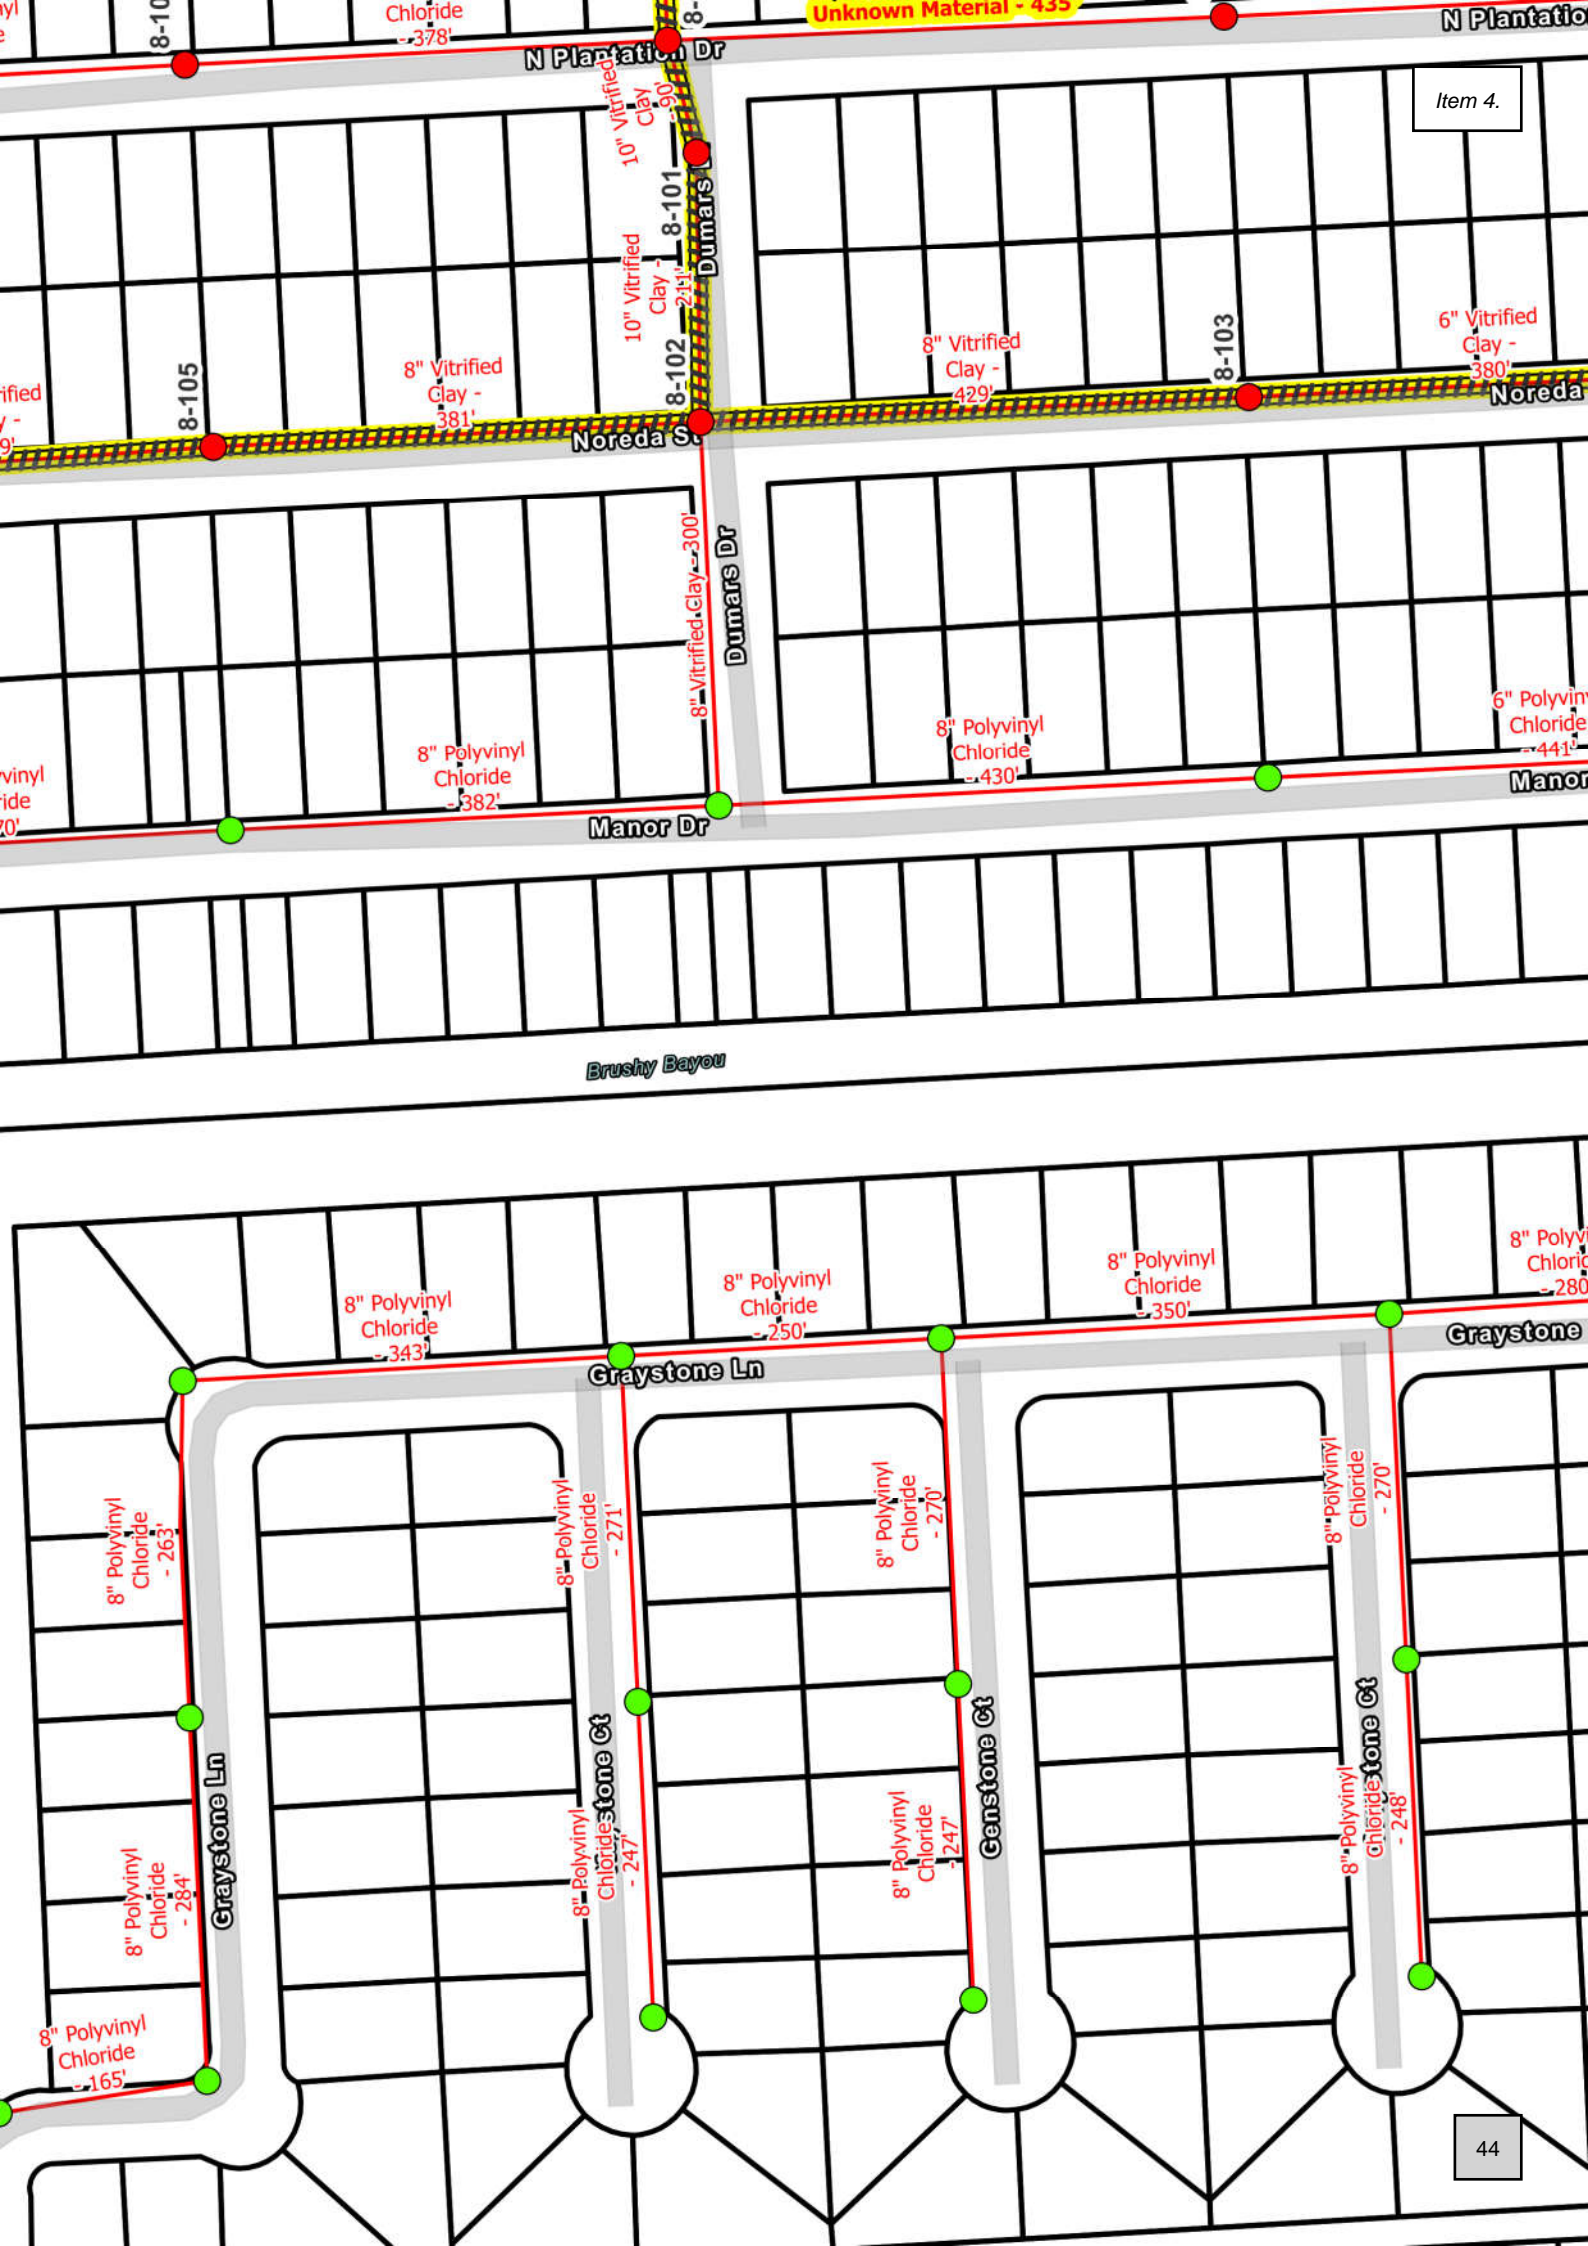 Chloride
- 378'
Unknown Material - 435
N Plantation Dr
Item 4.
10" Vitrified
Clay
- 90'
8-101
Dumars
10" Vitrified
Clay -
211'
8-102
8-105
8" Vitrified
Clay -
381'
8" Vitrified
Clay -
429'
8-103
6" Vitrified
Clay -
380'
Noreda St
Noreda
8" Vitrified Clay - 300'
Dumars Dr
8" Polyvinyl
Chloride
- 382'
8" Polyvinyl
Chloride
- 430'
Chloride
- 441'
Manor Dr
Manor
Brushy Bayou
8" Polyvinyl
Chloride
- 343'
8" Polyvinyl
Chloride
- 250'
8" Polyvinyl
Chloride
- 350'
- 280
Graystone Ln
Graystone
8" Polyvinyl
Chloride
- 263'
8" Polyvinyl
Chloride
- 271'
8" Polyvinyl
Chloride
- 270'
8" Polyvinyl
Chloride
- 270'
Graystone Ln
8" Polyvinyl
Chloride
- 284'
Ct
8" Polyvinyl
Chloride
- 247'
8" Polyvinyl
Chloride
- 247'
Genstone Ct
8" Polyvinyl
Chloride
- 248'
Ct
8" Polyvinyl
Chloride
- 165'
44